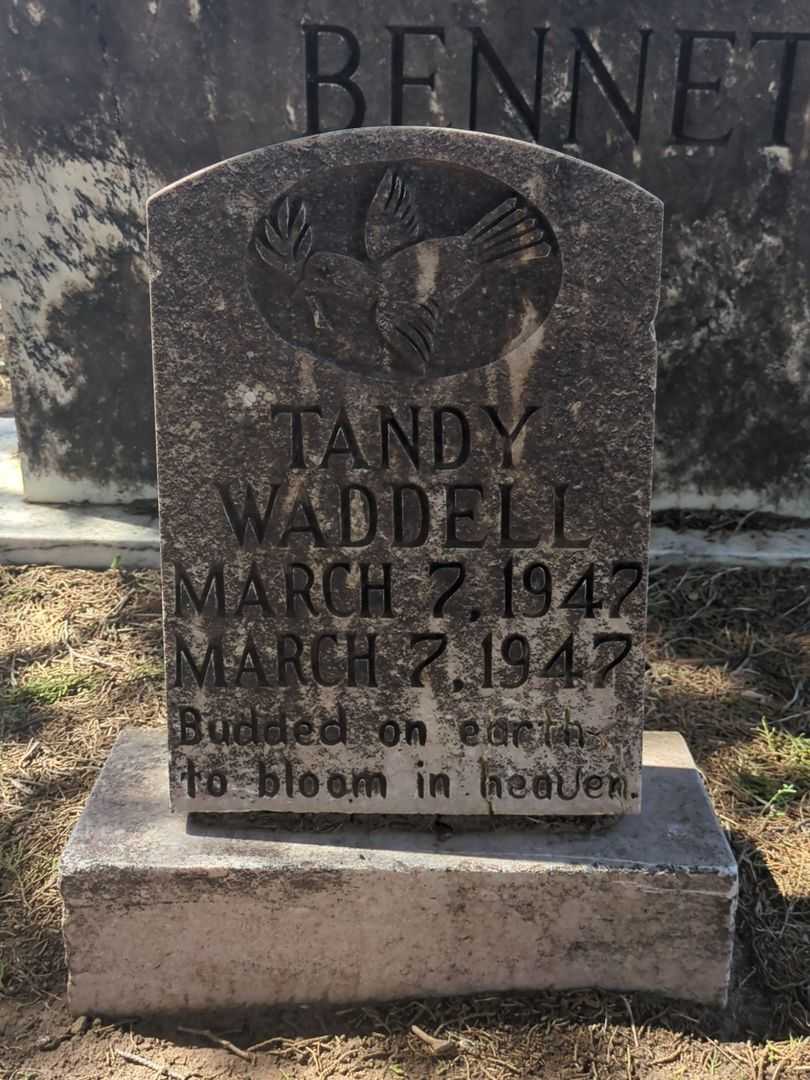 BENNET
TANDY
WADDELL
MARCH 7, 1947
MARCH 7, 1947
Budded on earth
to bloom in heaven.